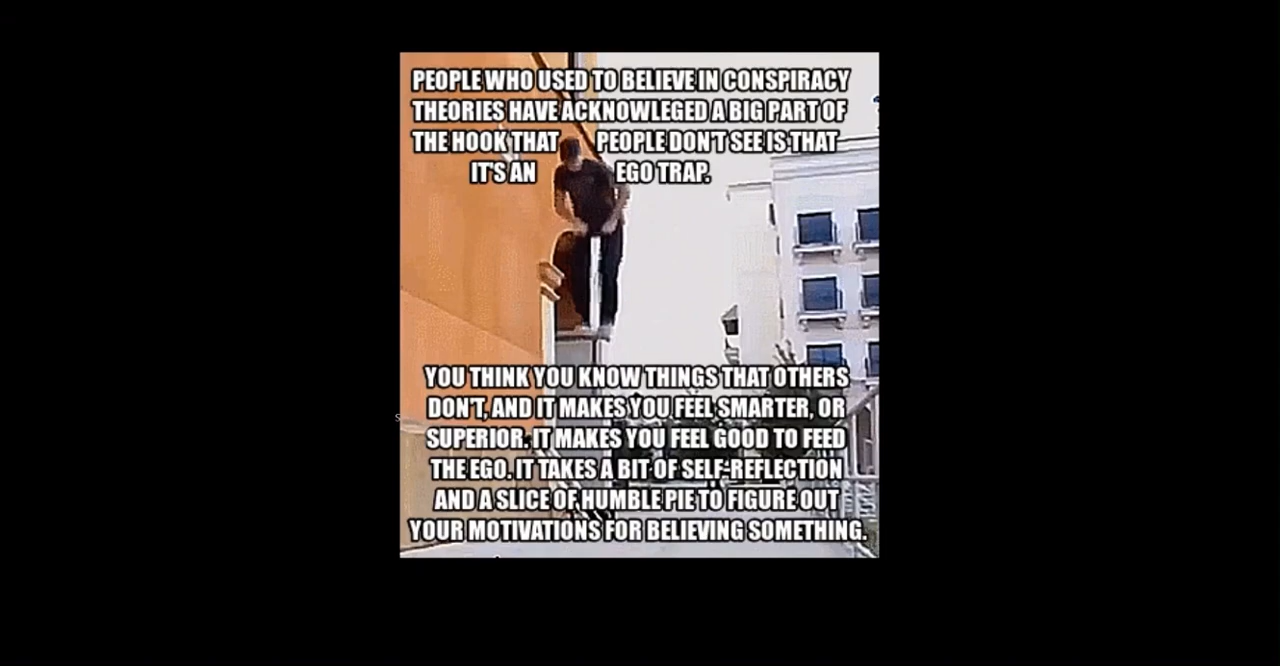 PEOPLE WHO USED TO BELIEVE IN CONSPIRACY
THEORIES HAVE ACKNOWLEGED A BIG PART OF
THE HOOK THAT PEOPLE DON'T SEE IS THAT
IT'S AN EGO TRAP.
YOU THINK YOU KNOW THINGS THAT OTHERS
DON'T, AND IT MAKES YOU FEEL SMARTER, OR
SUPERIOR. IT MAKES YOU FEEL GOOD TO FEED
THE EGO. IT TAKES A BIT OF SELF-REFLECTION
AND A SLICE OF HUMBLE PIE TO FIGURE OUT
YOUR MOTIVATIONS FOR BELIEVING SOMETHING.